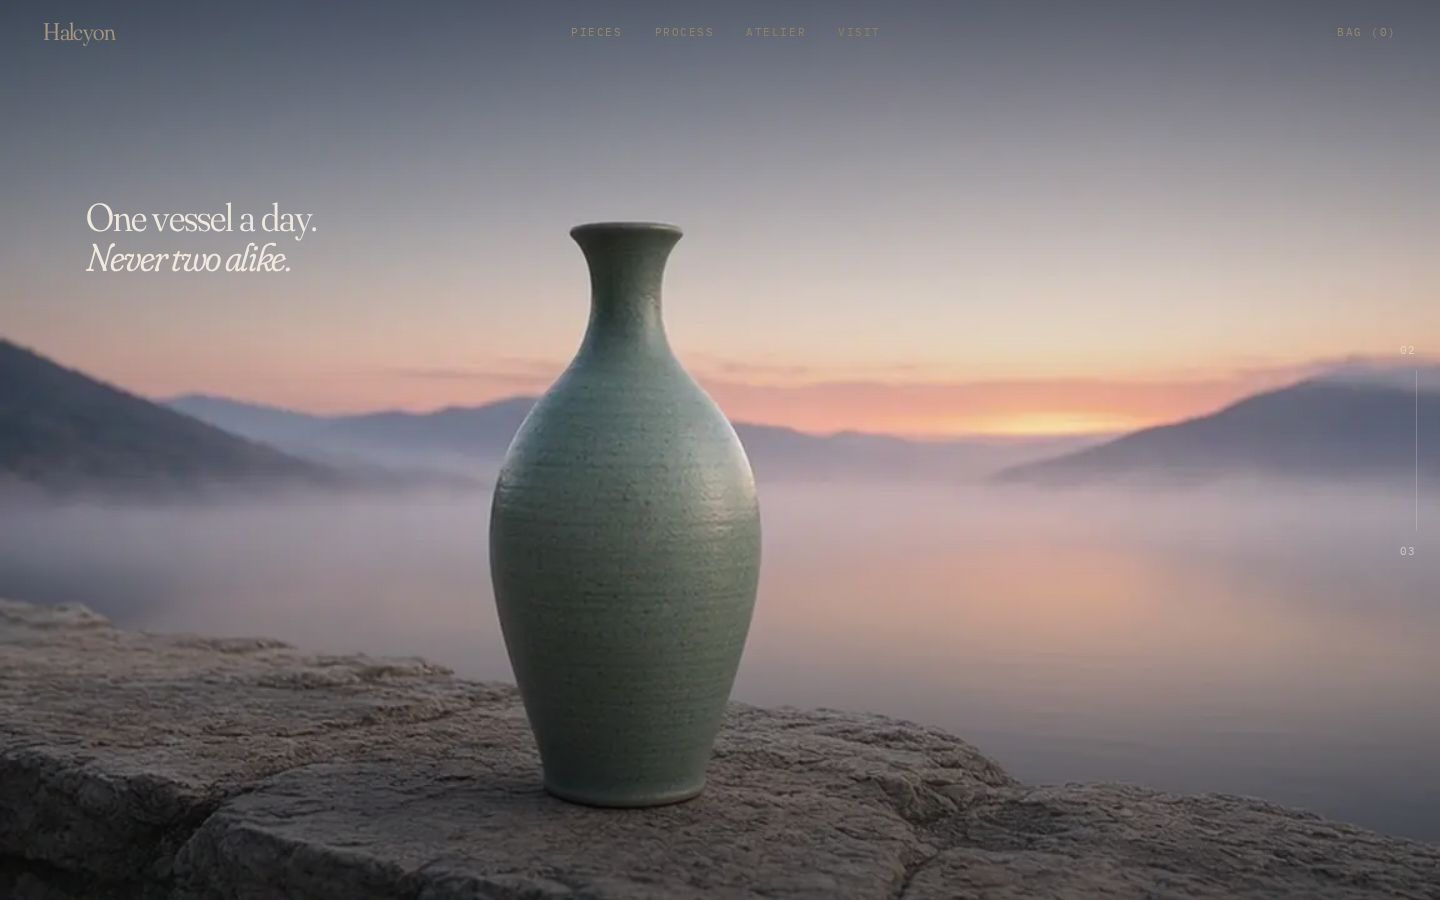 Halcyon
PIECES PROCESS ATELIER VISIT
BAG (0)
One vessel a day.
Never two alike.
02
03